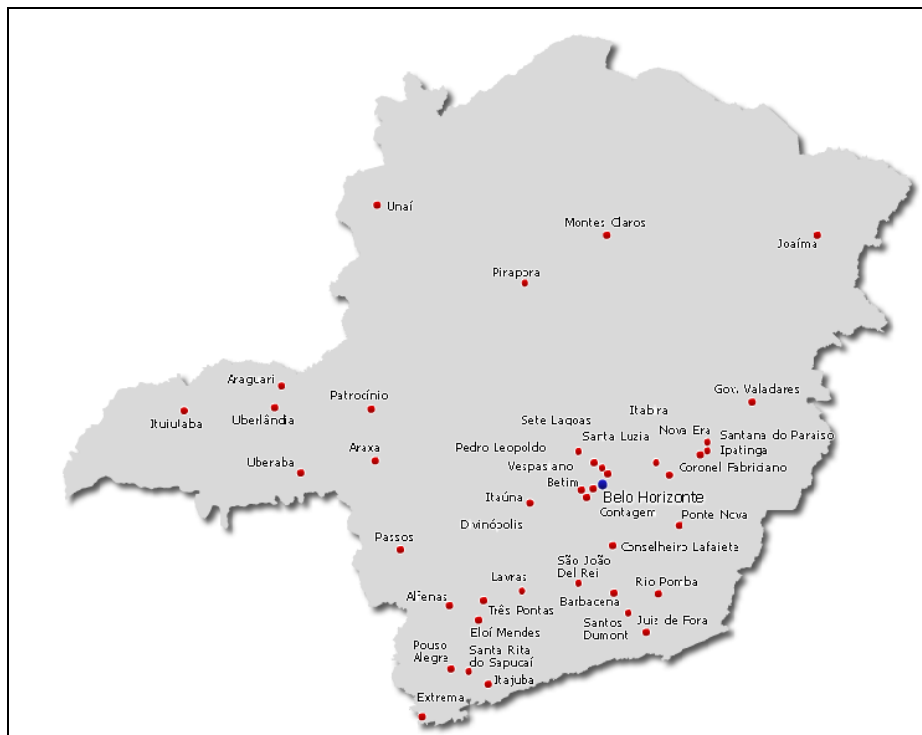 Unaí
Montes Claros
Joaíma
Pirapora
Araguari
Patrocínio
Gov. Valadares
Ituiutaba
Uberlândia
Sete Lagoas
Itabira
Nova Era
Santana do Paraiso
Pedro Leopoldo
Santa Luzia
Ipatinga
Araxa
Uberaba
Vespasiano
Coronel Fabriciano
Betim
Itaúna
Belo Horizonte
Contagem
Ponte Nova
Divinópolis
Passos
Conselheiro Lafaiete
São João
Del Rei
Lavras
Rio Pomba
Alfenas
Três Pontas
Barbacena
Eloí Mendes
Santos
Dumont
Juiz de Fora
Pouso
Alegre
Santa Rita
do Sapucaí
Itajuba
Extrema